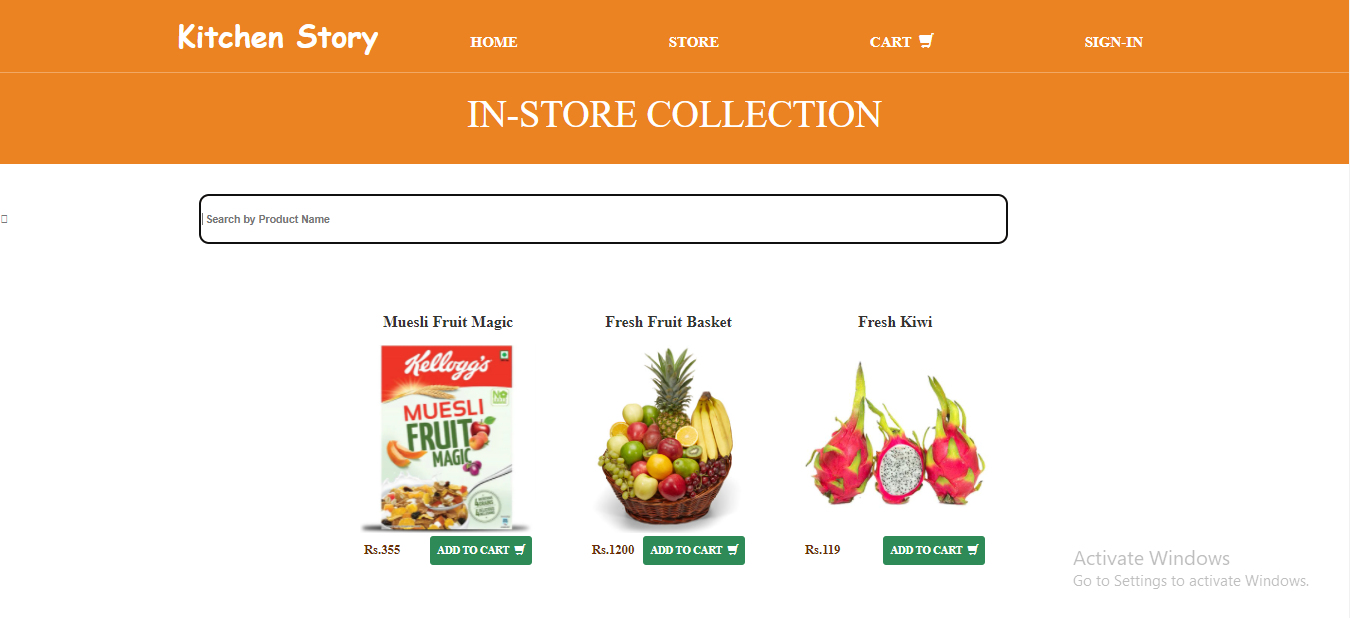 Kitchen Story HOME STORE CART SIGN-IN
IN-STORE COLLECTION
Search by Product Name
Muesli Fruit Magic Fresh Fruit Basket Fresh Kiwi
Kellogg's
NO
MUESLI
FRUIT
MAGIC
Rs.355 ADD TO CART Rs.1200 ADD TO CART Rs.119 ADD TO CART
Activate Windows
Go to Settings to activate Windows.